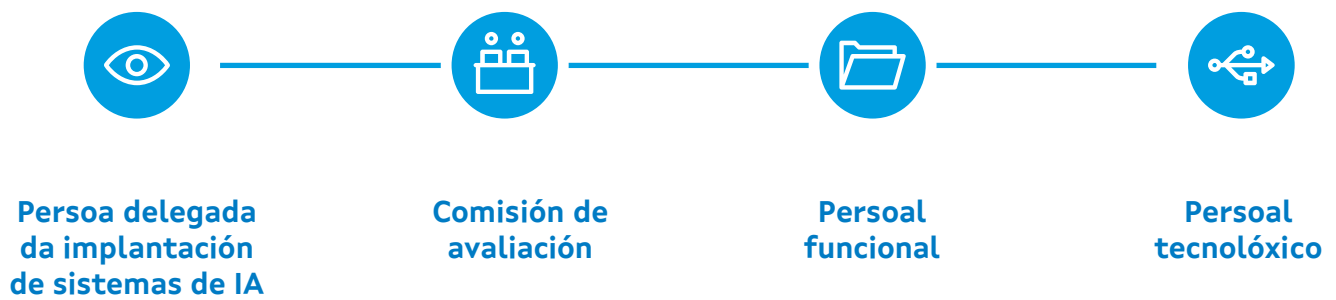 Persoa delegada
da implantación
de sistemas de IA
Comisión de
avaliación
Persoal
funcional
Persoal
tecnolóxico